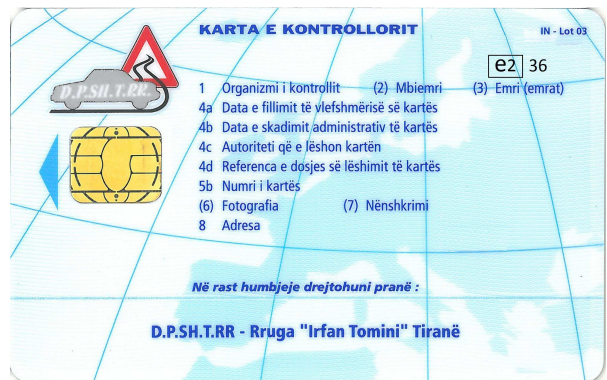 KARTA E KONTROLLORIT
IN - Lot 03
e2 36
D.P.SH.T.RR.
1 Organizmi i kontrollit (2) Mbiemri (3) Emri (emrat)
4a Data e fillimit të vlefshmërisë së kartës
4b Data e skadimit administrativ të kartës
4c Autoriteti që e lëshon kartën
4d Referenca e dosjes së lëshimit të kartës
5b Numri i kartës
(6) Fotografia (7) Nënshkrimi
8 Adresa
Në rast humbjeje drejtohuni pranë :
D.P.SH.T.RR - Rruga "Irfan Tomini" Tiranë